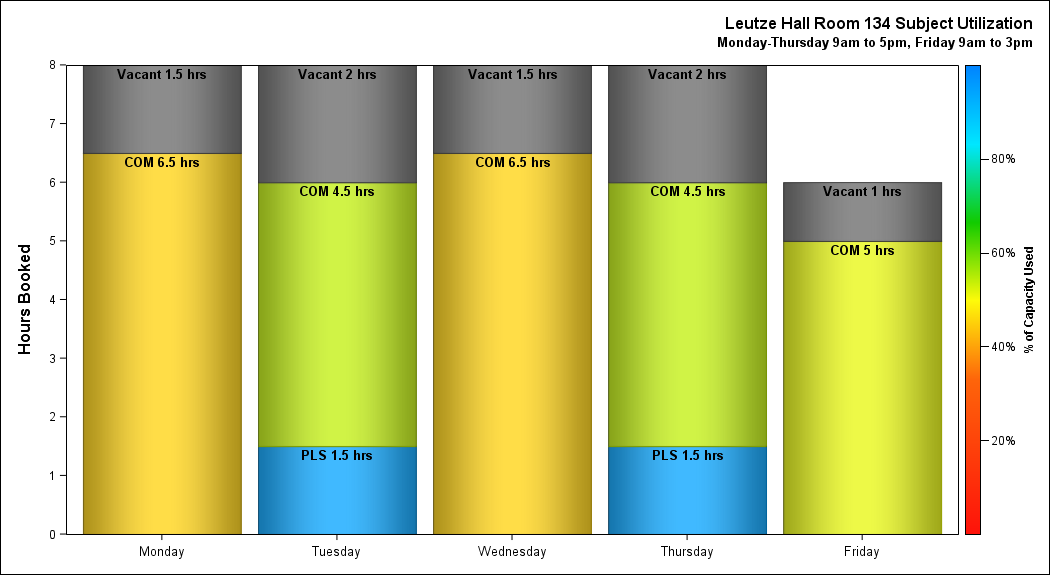 Leutze Hall Room 134 Subject Utilization
Monday-Thursday 9am to 5pm, Friday 9am to 3pm
Hours Booked
8
7
6
5
4
3
2
1
0
Vacant 1.5 hrs
COM 6.5 hrs
Vacant 2 hrs
COM 4.5 hrs
PLS 1.5 hrs
Vacant 1.5 hrs
COM 6.5 hrs
Vacant 2 hrs
COM 4.5 hrs
PLS 1.5 hrs
Vacant 1 hrs
COM 5 hrs
Monday
Tuesday
Wednesday
Thursday
Friday
80%
60%
40%
20%
% of Capacity Used